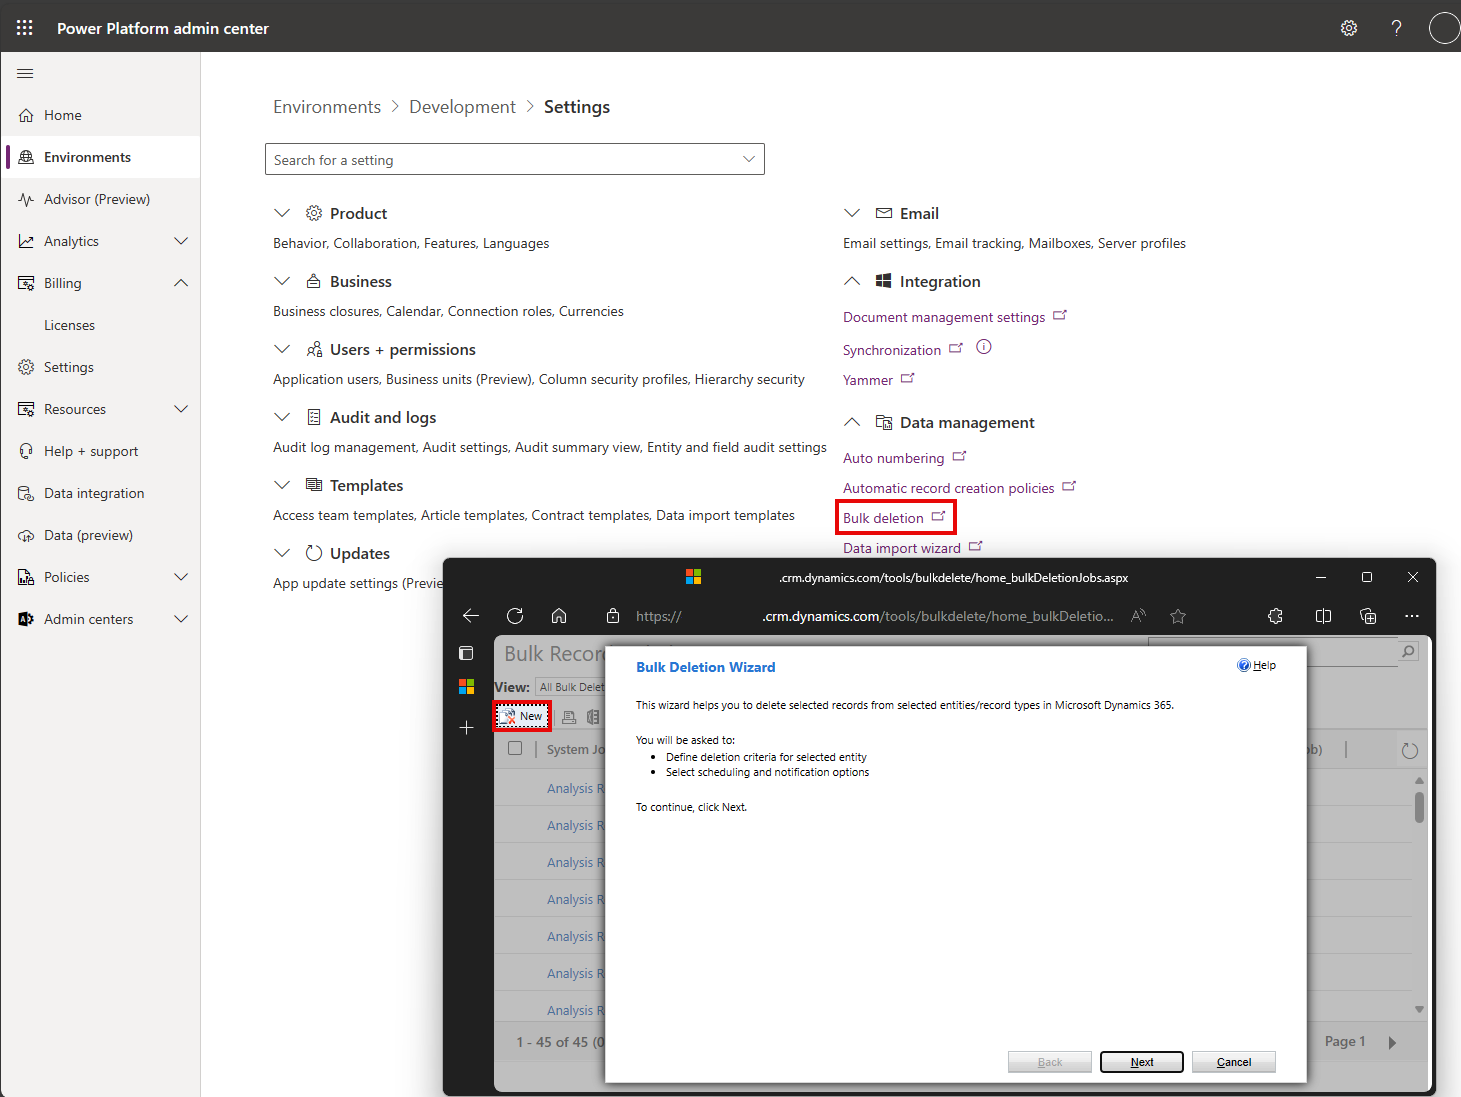 Power Platform admin center
?
Home
Environments
Advisor (Preview)
Analytics
Billing
Licenses
Settings
Resources
Help + support
Data integration
Data (preview)
Policies
Admin centers
Environments > Development > Settings
Search for a setting
Product
Behavior, Collaboration, Features, Languages
Business
Business closures, Calendar, Connection roles, Currencies
Users + permissions
Application users, Business units (Preview), Column security profiles, Hierarchy security
Audit and logs
Audit log management, Audit settings, Audit summary view, Entity and field audit settings
Templates
Access team templates, Article templates, Contract templates, Data import templates
Updates
App update settings (Previe
Email
Email settings, Email tracking, Mailboxes, Server profiles
Integration
Document management settings
Synchronization
Yammer
Data management
Auto numbering
Automatic record creation policies
Bulk deletion
Data import wizard
.crm.dynamics.com/tools/bulkdelete/home_bulkDeletionJobs.aspx
https:// .crm.dynamics.com/tools/bulkdelete/home_bulkDeletio...
Bulk Recor
View: All Bulk Delet
New
System Jo
ob)
Analysis R
Analysis R
Analysis R
Analysis R
Analysis R
Analysis R
Analysis R
1 - 45 of 45 (0
Page 1
Bulk Deletion Wizard
Help
This wizard helps you to delete selected records from selected entities/record types in Microsoft Dynamics 365.
You will be asked to:
• Define deletion criteria for selected entity
• Select scheduling and notification options
To continue, click Next.
Back
Next
Cancel